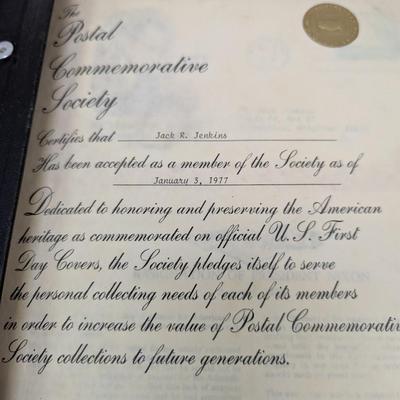 The
Postal
Commemorative
Society
Certifies that Jack R. Jenkins
Has been accepted as a member of the Society as of
January 3, 1977
Dedicated to honoring and preserving the American
heritage as commemorated on official U.S. First
Day Covers, the Society pledges itself to serve
the personal collecting needs of each of its members
in order to increase the value of Postal Commemorative
Society collections to future generations.